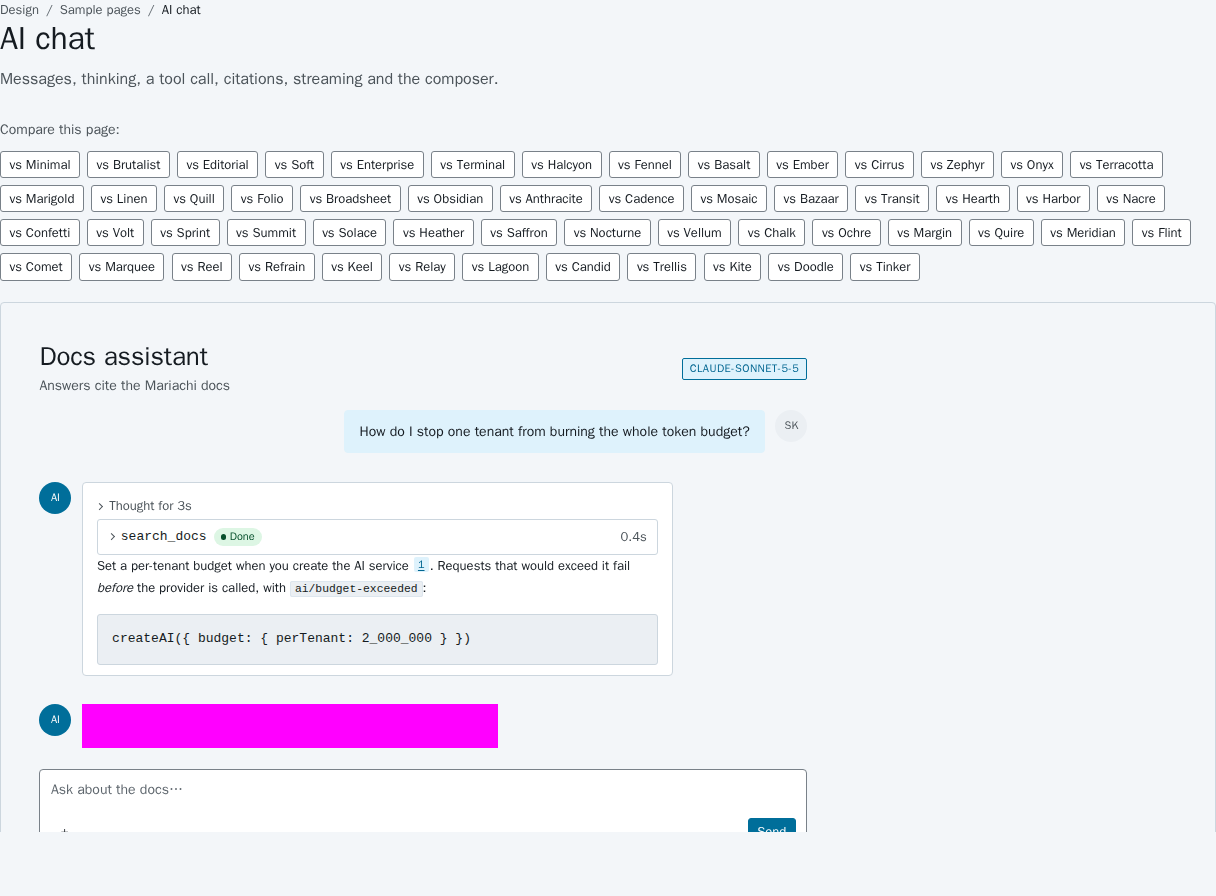 Design / Sample pages / AI chat
AI chat
Messages, thinking, a tool call, citations, streaming and the composer.
Compare this page:
vs Minimal vs Brutalist vs Editorial vs Soft vs Enterprise vs Terminal vs Halcyon vs Fennel vs Basalt vs Ember vs Cirrus vs Zephyr vs Onyx vs Terracotta
vs Marigold vs Linen vs Quill vs Folio vs Broadsheet vs Obsidian vs Anthracite vs Cadence vs Mosaic vs Bazaar vs Transit vs Hearth vs Harbor vs Nacre
vs Confetti vs Volt vs Sprint vs Summit vs Solace vs Heather vs Saffron vs Nocturne vs Vellum vs Chalk vs Ochre vs Margin vs Quire vs Meridian vs Flint
vs Comet vs Marquee vs Reel vs Refrain vs Keel vs Relay vs Lagoon vs Candid vs Trellis vs Kite vs Doodle vs Tinker
Docs assistant
CLAUDE-SONNET-5-5
Answers cite the Mariachi docs
How do I stop one tenant from burning the whole token budget?
SK
AI
Thought for 3s
search_docs Done 0.4s
Set a per-tenant budget when you create the AI service 1. Requests that would exceed it fail
before the provider is called, with ai/budget-exceeded:
createAI({ budget: { perTenant: 2_000_000 } })
AI
Ask about the docs···
Send